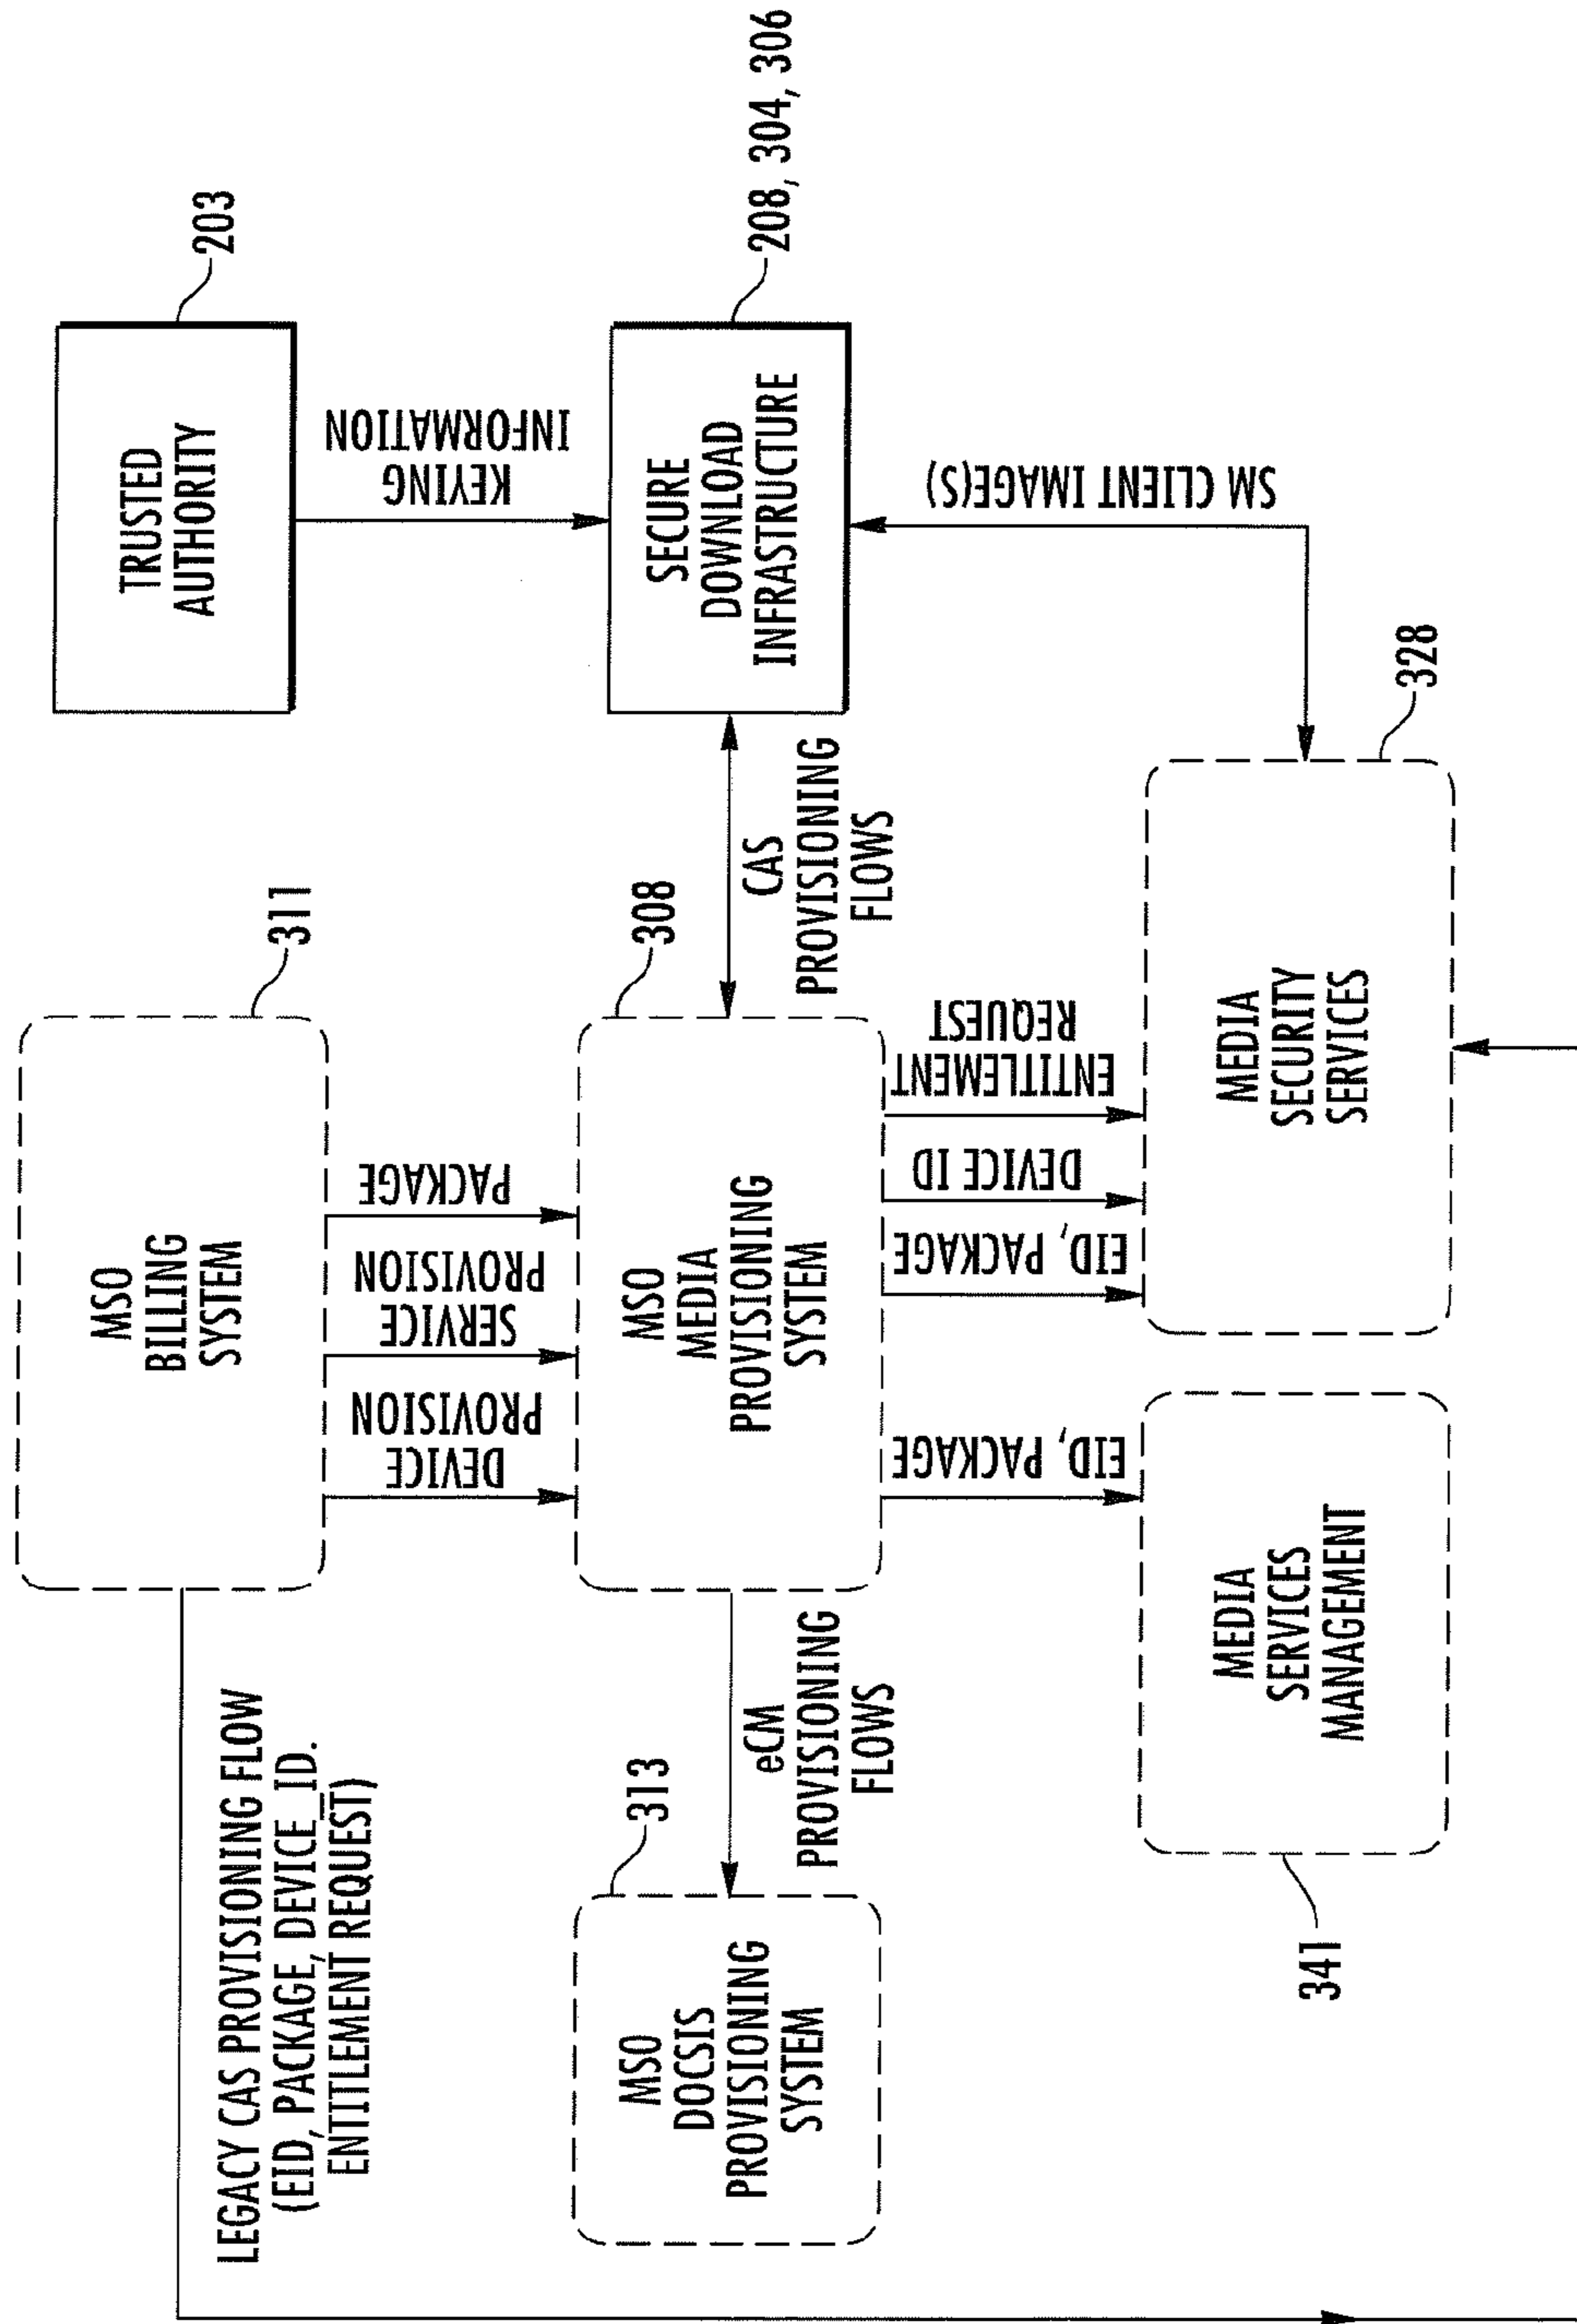 LEGACY CAS PROVISIONING FLOW
(EID, PACKAGE, DEVICE_ID.
ENTITLEMENT REQUEST)
MSO
BILLING
SYSTEM
311
TRUSTED
AUTHORITY
203
DEVICE
PROVISION
SERVICE
PROVISION
PACKAGE
KEYING
INFORMATION
MSO
DOCSIS
PROVISIONING
SYSTEM
313
eCM
PROVISIONING
FLOWS
MSO
MEDIA
PROVISIONING
SYSTEM
308
CAS
PROVISIONING
FLOWS
SECURE
DOWNLOAD
INFRASTRUCTURE
208, 304, 306
EID, PACKAGE
EID, PACKAGE
DEVICE ID
ENTITLEMENT
REQUEST
SM CLIENT IMAGE(S)
MEDIA
SERVICES
MANAGEMENT
341
MEDIA
SECURITY
SERVICES
328